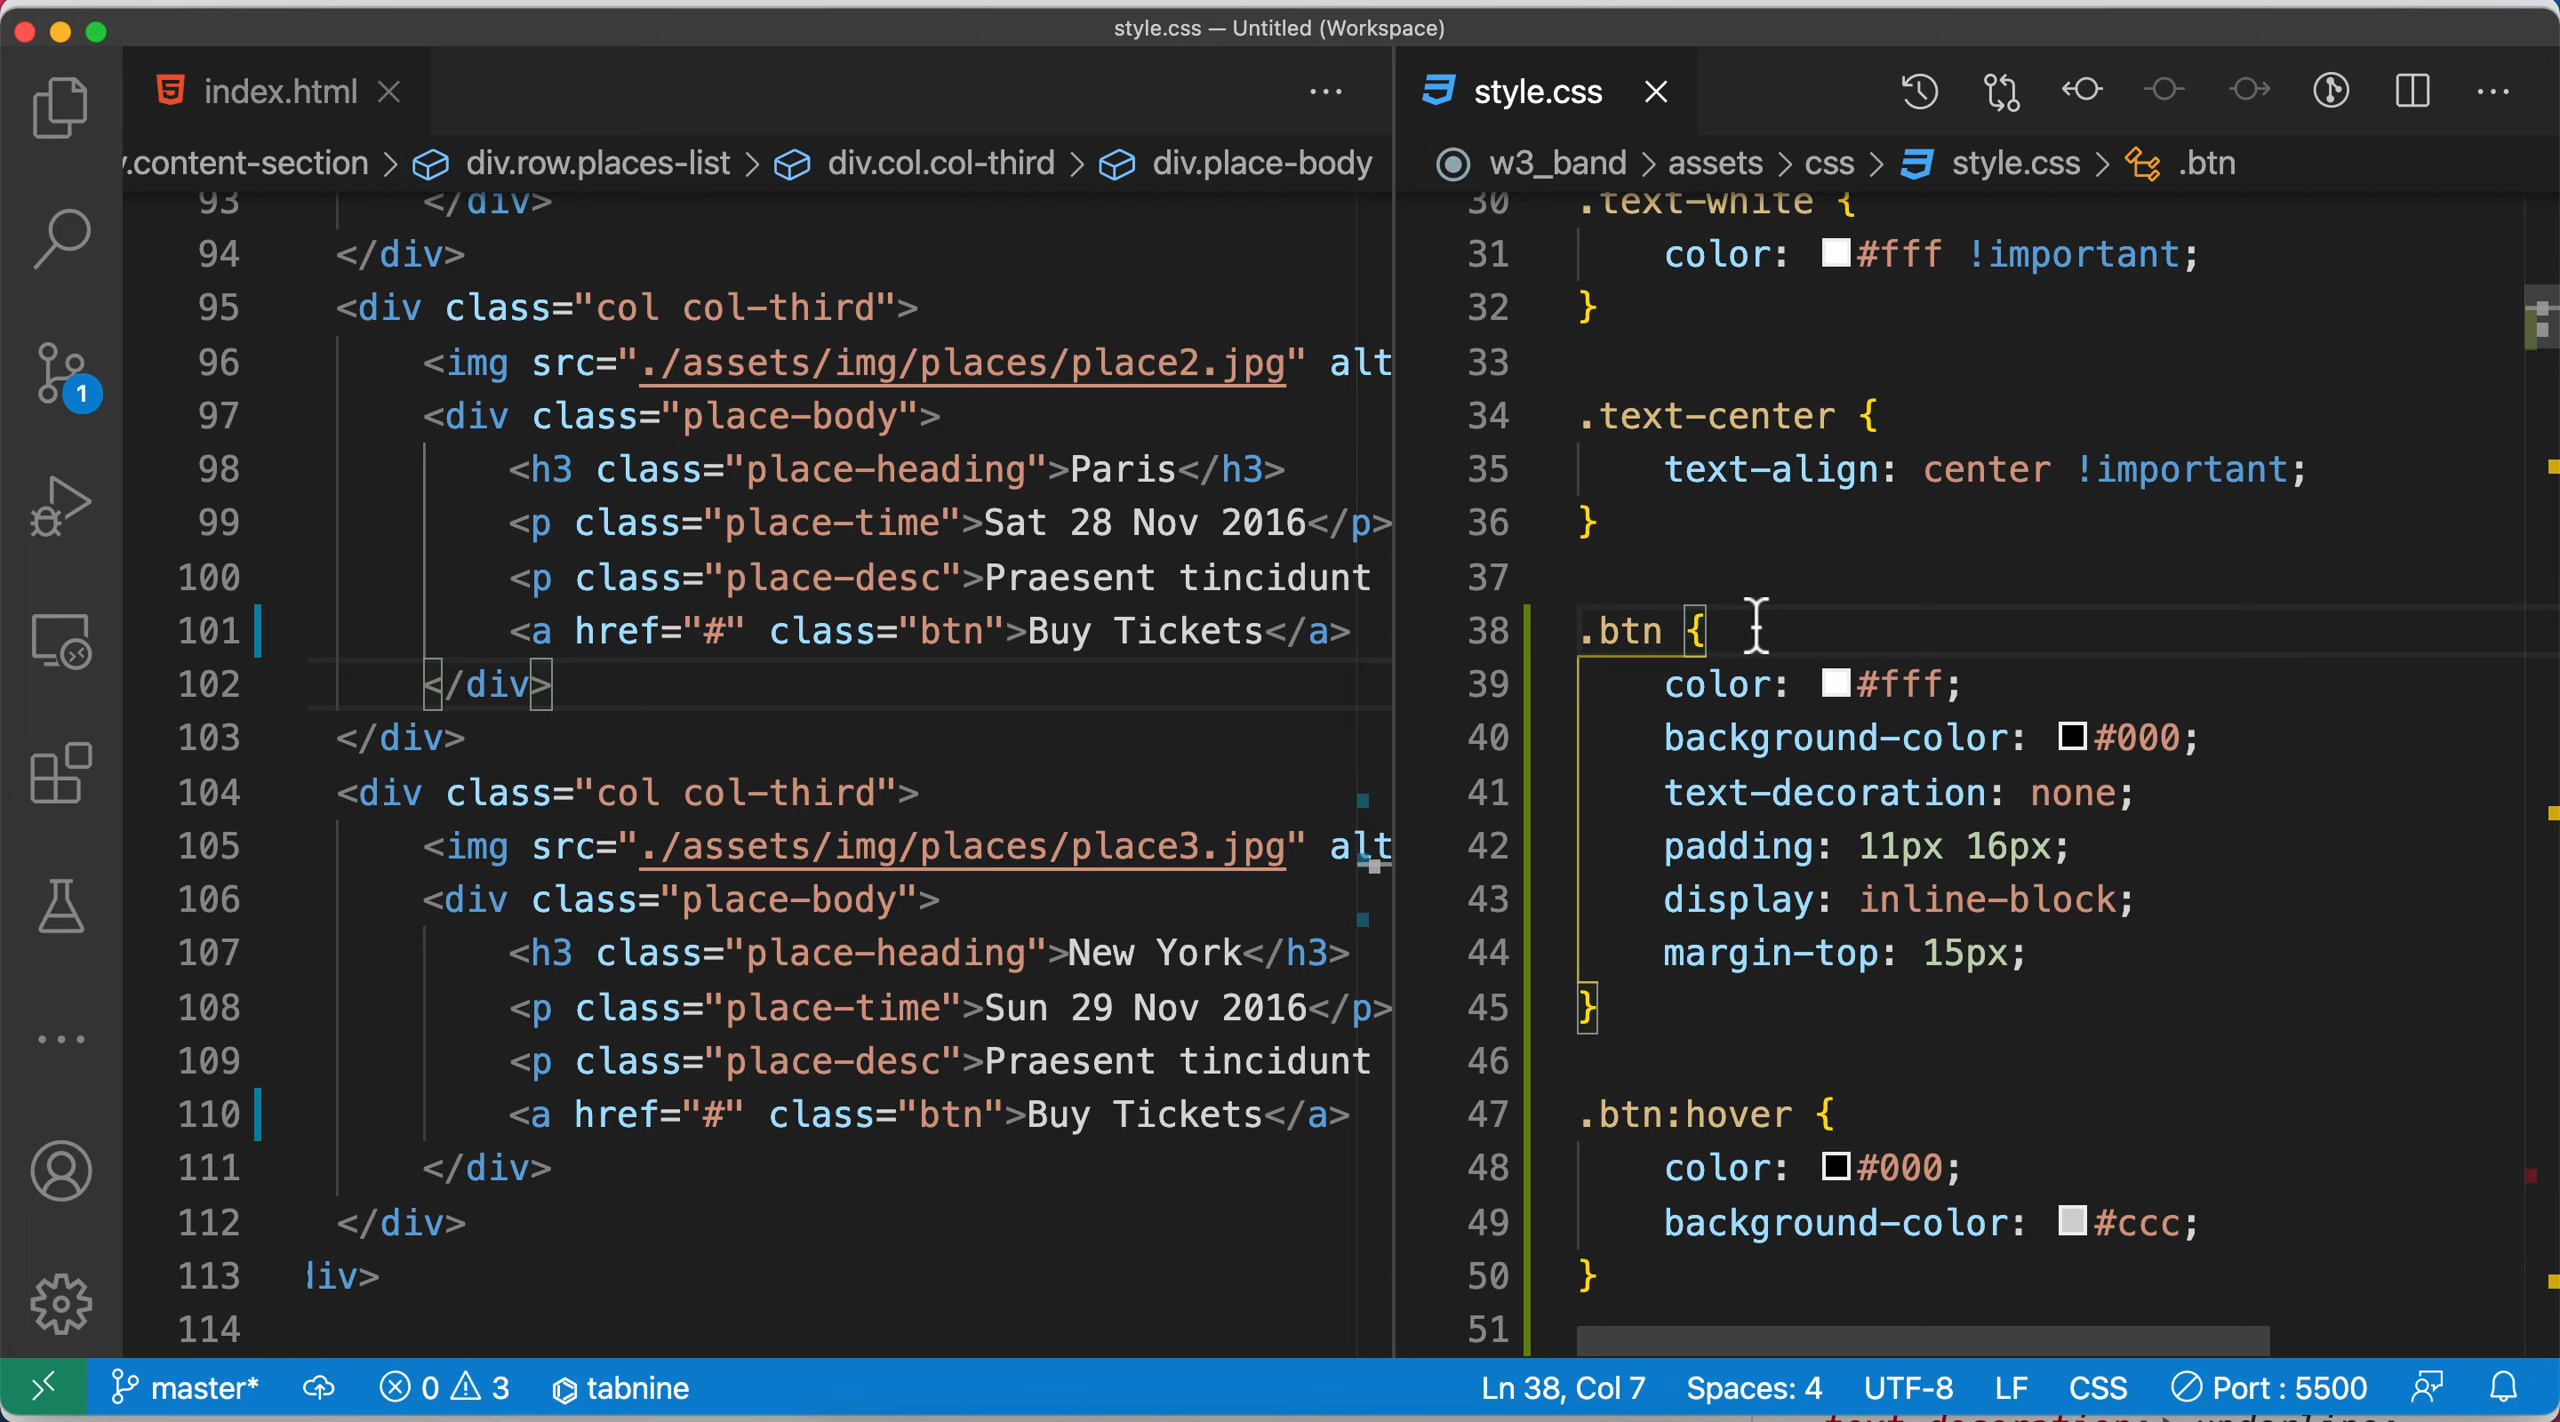 style.css — Untitled (Workspace)
index.html
.content-section > div.row.places-list > div.col.col-third > div.place-body
93 </div>
94 </div>
95 <div class="col col-third">
96 <img src="./assets/img/places/place2.jpg" alt
97 <div class="place-body">
98 <h3 class="place-heading">Paris</h3>
99 <p class="place-time">Sat 28 Nov 2016</p>
100 <p class="place-desc">Praesent tincidunt
101 <a href="#" class="btn">Buy Tickets</a>
102 </div>
103 </div>
104 <div class="col col-third">
105 <img src="./assets/img/places/place3.jpg" alt
106 <div class="place-body">
107 <h3 class="place-heading">New York</h3>
108 <p class="place-time">Sun 29 Nov 2016</p>
109 <p class="place-desc">Praesent tincidunt
110 <a href="#" class="btn">Buy Tickets</a>
111 </div>
112 </div>
113 div>
114
style.css
w3_band > assets > css > style.css > .btn
30 .text-white {
31 color: #fff !important;
32 }
33
34 .text-center {
35 text-align: center !important;
36 }
37
38 .btn {
39 color: #fff;
40 background-color: #000;
41 text-decoration: none;
42 padding: 11px 16px;
43 display: inline-block;
44 margin-top: 15px;
45 }
46
47 .btn:hover {
48 color: #000;
49 background-color: #ccc;
50 }
51
1
master* 0 3 tabnine Ln 38, Col 7 Spaces: 4 UTF-8 LF CSS Port : 5500